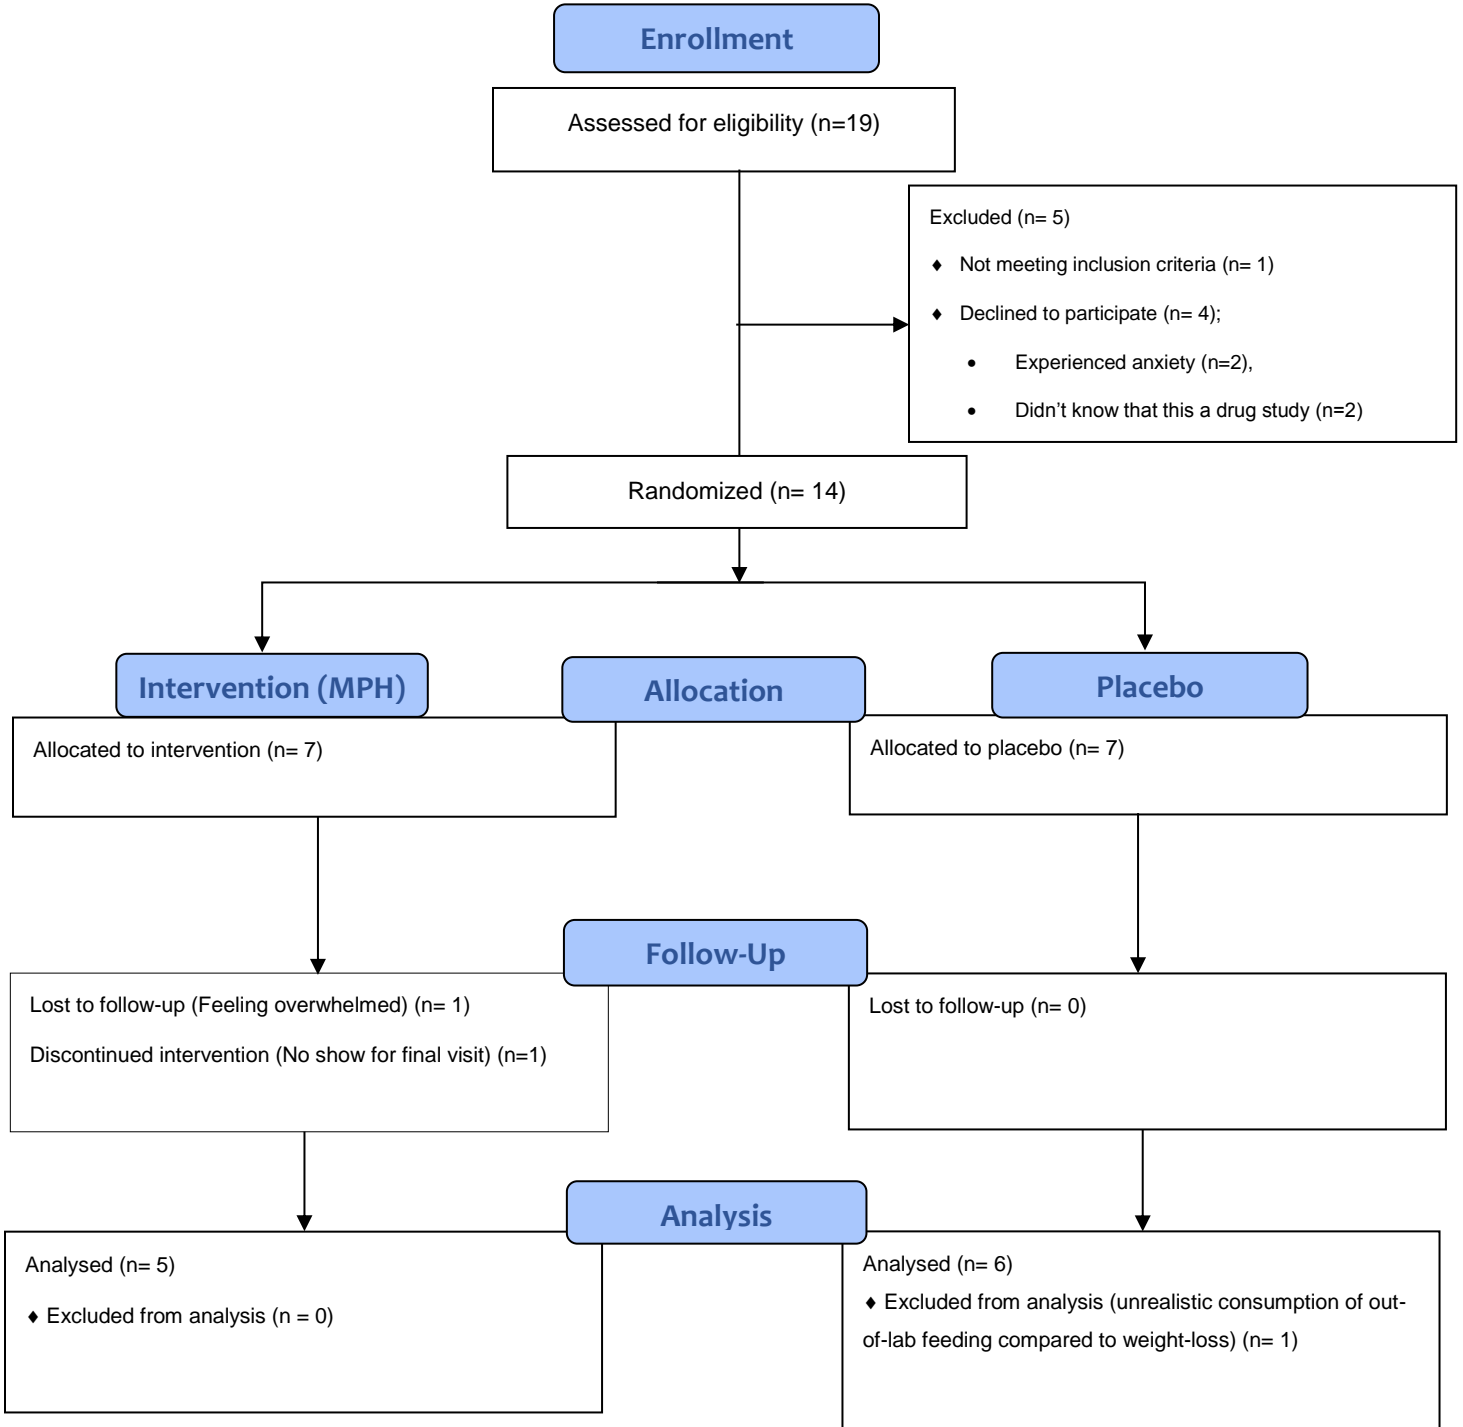 Enrollment
Assessed for eligibility (n=19)
Excluded (n= 5)
♦ Not meeting inclusion criteria (n= 1)
♦ Declined to participate (n= 4);
• Experienced anxiety (n=2),
• Didn’t know that this a drug study (n=2)
Randomized (n= 14)
Intervention (MPH)
Allocation
Placebo
Allocated to intervention (n= 7)
Allocated to placebo (n= 7)
Follow-Up
Lost to follow-up (Feeling overwhelmed) (n= 1)
Discontinued intervention (No show for final visit) (n=1)
Lost to follow-up (n= 0)
Analysis
Analysed (n= 5)
♦ Excluded from analysis (n = 0)
Analysed (n= 6)
♦ Excluded from analysis (unrealistic consumption of out-
of-lab feeding compared to weight-loss) (n= 1)